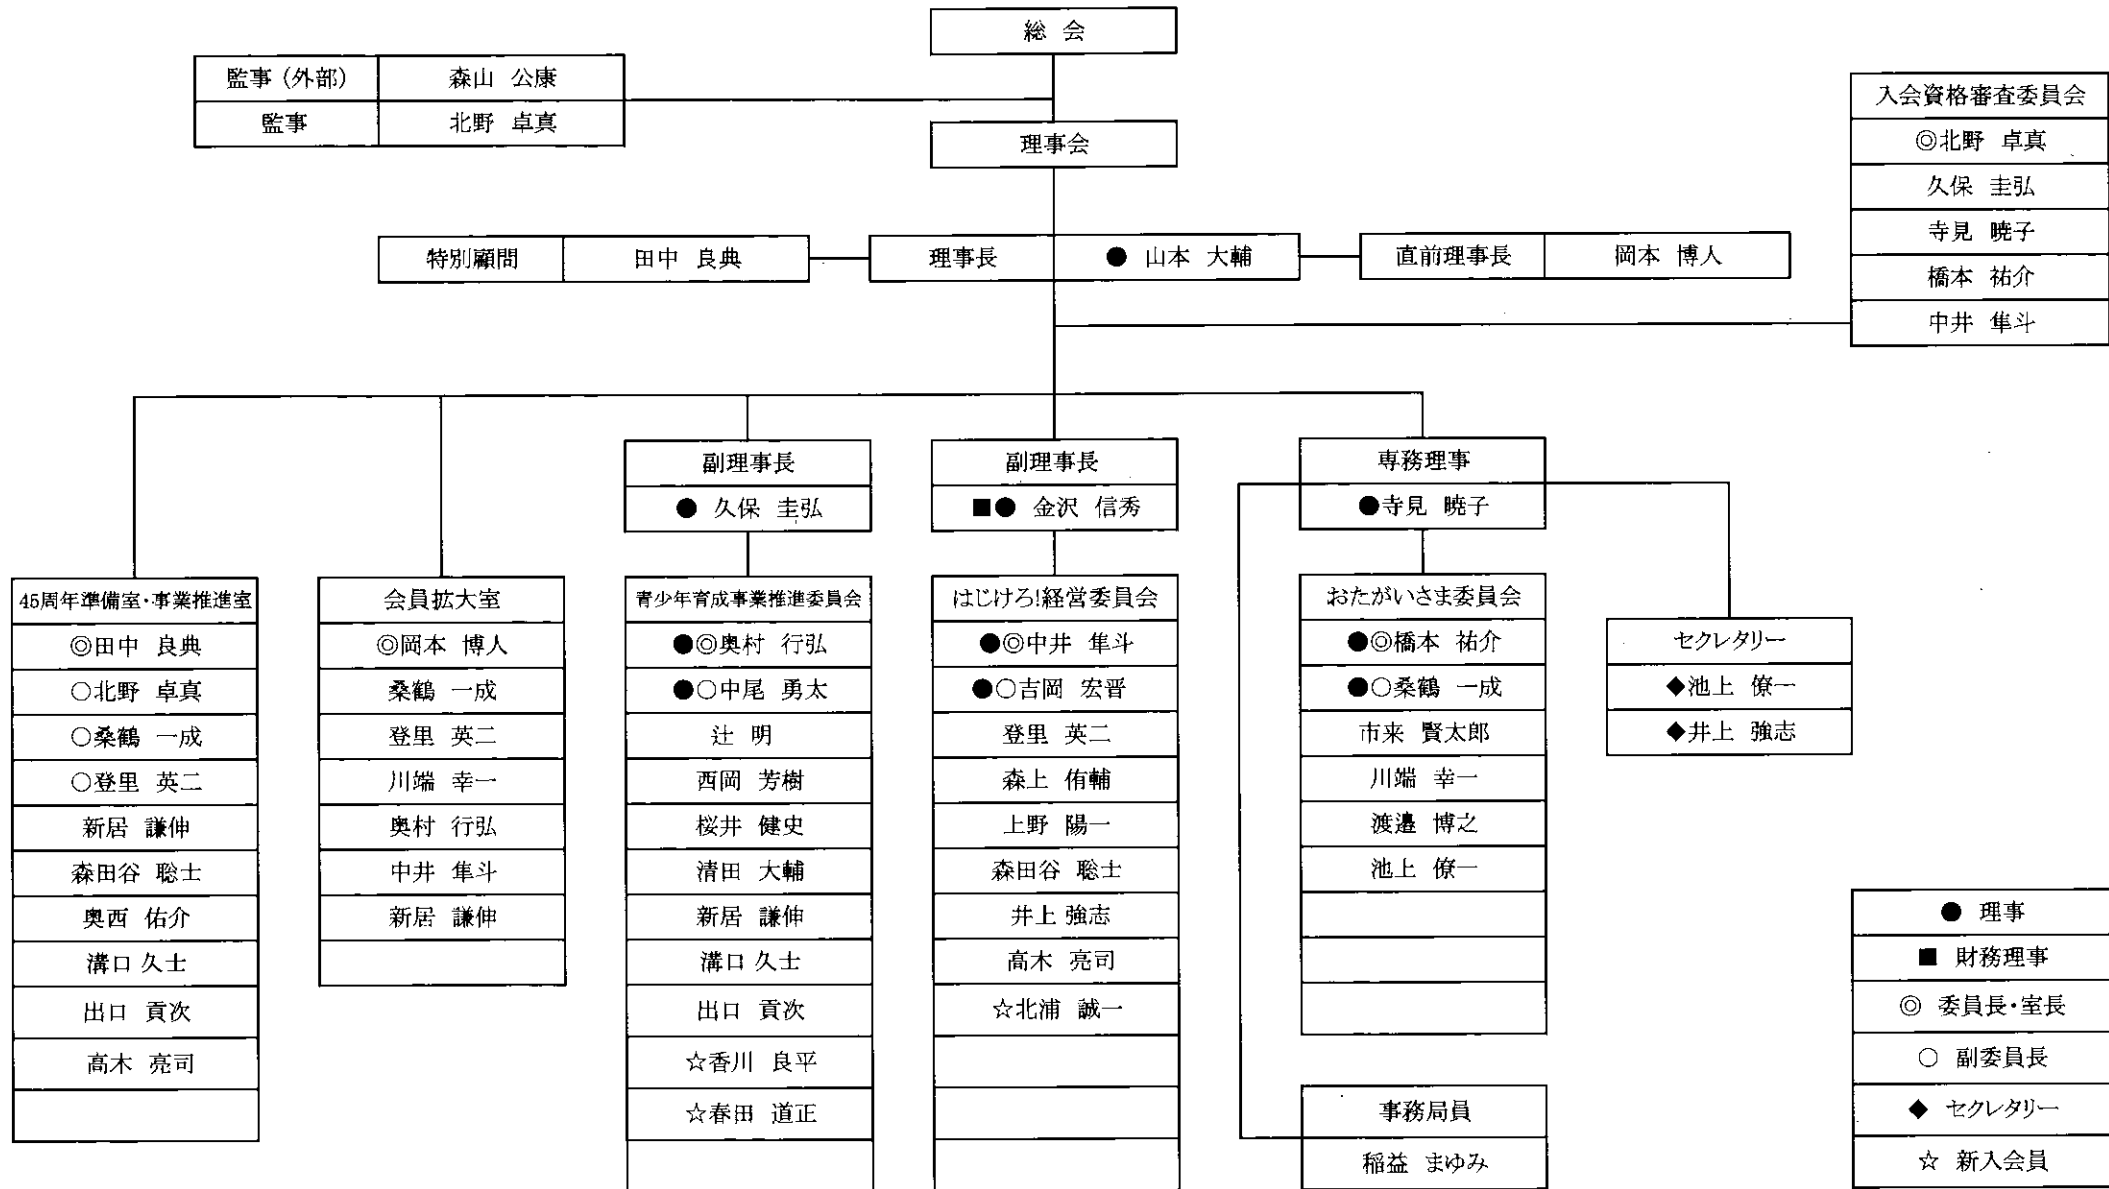 総 会
監事（外部） 森山 公康
監事 北野 卓真
理事会
特別顧問 田中 良典
理事長 ● 山本 大輔
直前理事長 岡本 博人
入会資格審査委員会
◎北野 卓真
久保 圭弘
寺見 暁子
橋本 祐介
中井 隼斗
副理事長
● 久保 圭弘
副理事長
■● 金沢 信秀
専務理事
●寺見 暁子
45周年準備室・事業推進室
◎田中 良典
○北野 卓真
○桑鶴 一成
○登里 英二
新居 謙伸
森田谷 聡士
奥西 佑介
溝口 久士
出口 貢次
高木 亮司
会員拡大室
◎岡本 博人
桑鶴 一成
登里 英二
川端 幸一
奥村 行弘
中井 隼斗
新居 謙伸
青少年育成事業推進委員会
●◎奥村 行弘
●○中尾 勇太
辻 明
西岡 芳樹
桜井 健史
清田 大輔
新居 謙伸
溝口 久士
出口 貢次
☆香川 良平
☆春田 道正
はじけろ!経営委員会
●◎中井 隼斗
●○吉岡 宏晋
登里 英二
森上 侑輔
上野 陽一
森田谷 聡士
井上 強志
高木 亮司
☆北浦 誠一
おたがいさま委員会
●◎橋本 祐介
●○桑鶴 一成
市来 賢太郎
川端 幸一
渡邉 博之
池上 僚一
セクレタリー
◆池上 僚一
◆井上 強志
事務局員
稲益 まゆみ
● 理事
■ 財務理事
◎ 委員長・室長
○ 副委員長
◆ セクレタリー
☆ 新入会員